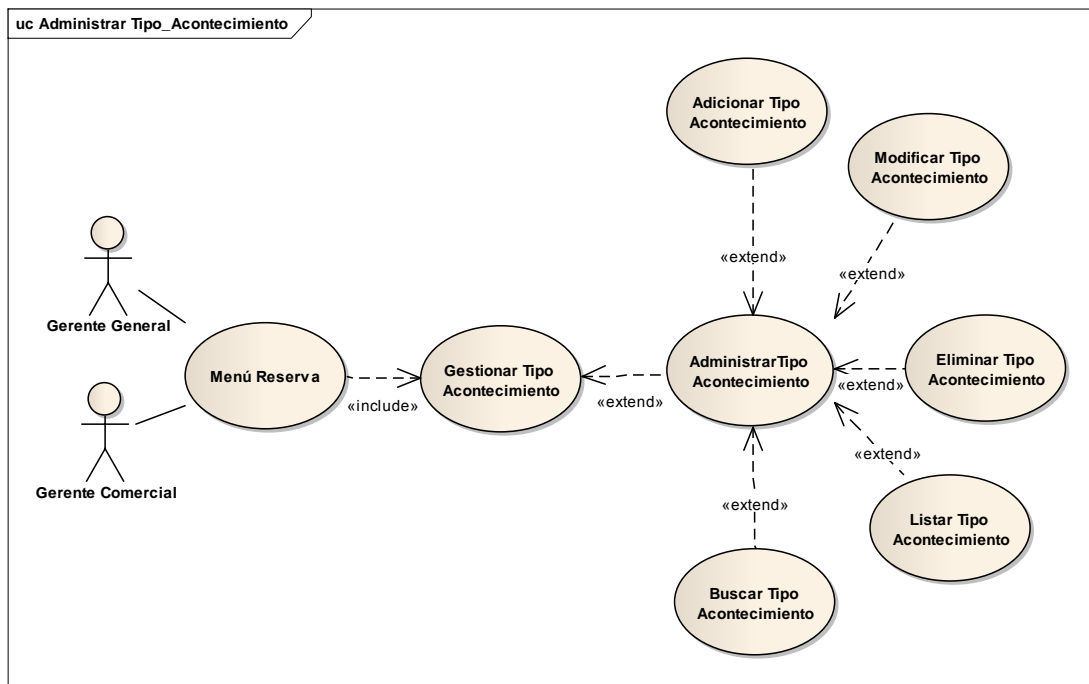 uc Administrar Tipo_Acontecimiento
Adicionar Tipo
Acontecimiento
Modificar Tipo
Acontecimiento
«extend»
«extend»
Gerente General
Menú Reserva
«include»
Gestionar Tipo
Acontecimiento
«extend»
AdministrarTipo
Acontecimiento
Eliminar Tipo
Acontecimiento
«extend»
Gerente Comercial
«extend»
Listar Tipo
Acontecimiento
«extend»
Buscar Tipo
Acontecimiento